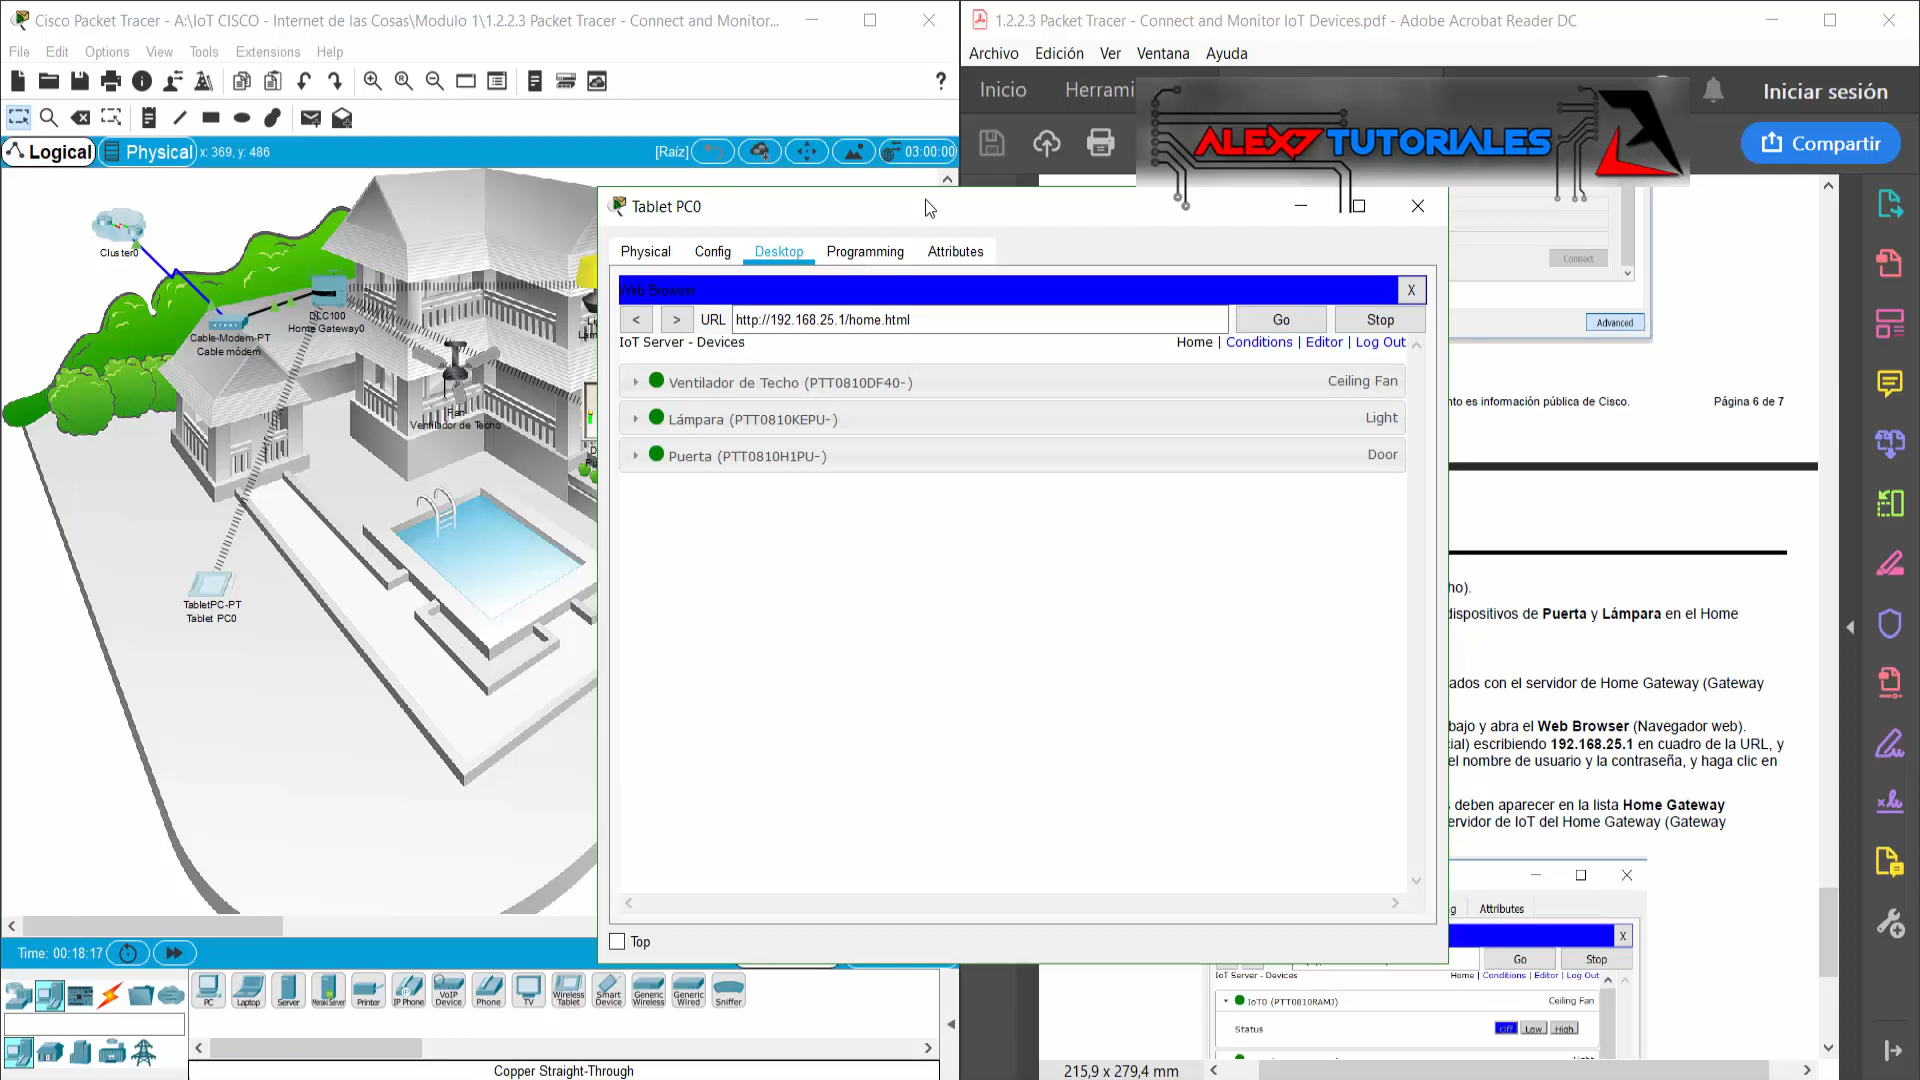 Cisco Packet Tracer - A:\IoT CISCO - Internet de las Cosas\Modulo 1\1.2.2.3 Packet Tracer - Connect and Monitor...
File Edit Options View Tools Extensions Help
?
Logical Physical x: 369, y: 486 [Raíz] 03:00:00
Cluster0
DLC100
Home Gateway0
Cable-Modem-PT
Cable módem
Fan
Ventilador de Techo
TabletPC-PT
Tablet PC0
Time: 00:18:17
PC
Laptop
Server
Meraki Server
Printer
IP Phone
VoIP Device
Phone
TV
Wireless Tablet
Smart Device
Generic Wireless
Generic Wired
Sniffer
Copper Straight-Through
Tablet PC0
Physical Config Desktop Programming Attributes
Web Browser X
< > URL http://192.168.25.1/home.html Go Stop
IoT Server - Devices Home | Conditions | Editor | Log Out
Ventilador de Techo (PTT0810DF40-) Ceiling Fan
Lámpara (PTT0810KEPU-) Light
Puerta (PTT0810H1PU-) Door
Top
1.2.2.3 Packet Tracer - Connect and Monitor IoT Devices.pdf - Adobe Acrobat Reader DC
Archivo Edición Ver Ventana Ayuda
Inicio Herrami
Iniciar sesión
ALEX7 TUTORIALES
Compartir
Connect
Advanced
nto es información pública de Cisco. Página 6 de 7
ho).
dispositivos de Puerta y Lámpara en el Home
ados con el servidor de Home Gateway (Gateway
bajo y abra el Web Browser (Navegador web).
cial) escribiendo 192.168.25.1 en cuadro de la URL, y
el nombre de usuario y la contraseña, y haga clic en
s deben aparecer en la lista Home Gateway
ervidor de IoT del Home Gateway (Gateway
g Attributes
X
Go Stop
IoT Server - Devices Home | Conditions | Editor | Log Out
IoT0 (PTT0810RAMJ) Ceiling Fan
Status Off Low High
215,9 x 279,4 mm